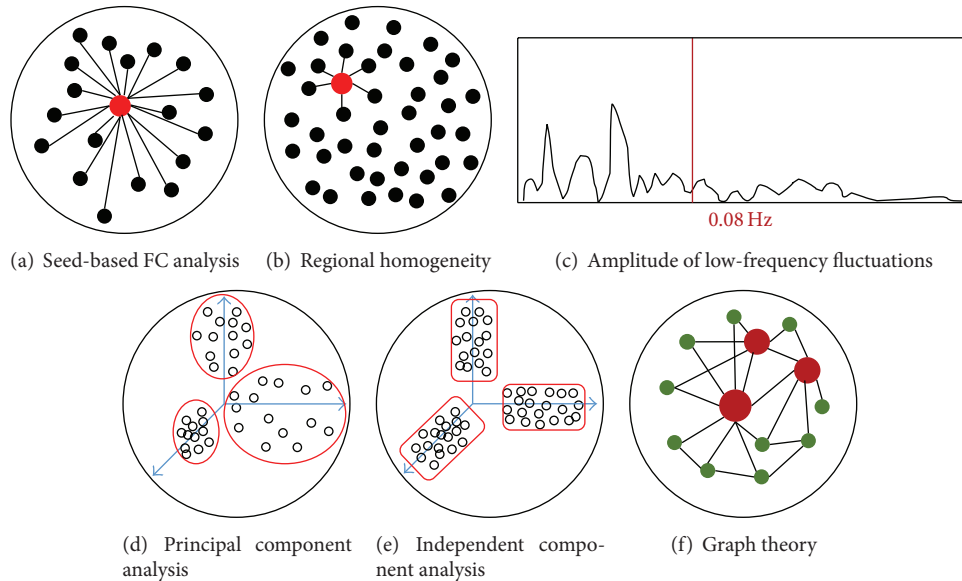 0.08 Hz
(a) Seed-based FC analysis
(b) Regional homogeneity
(c) Amplitude of low-frequency fluctuations
(d) Principal component
analysis
(e) Independent compo-
nent analysis
(f) Graph theory